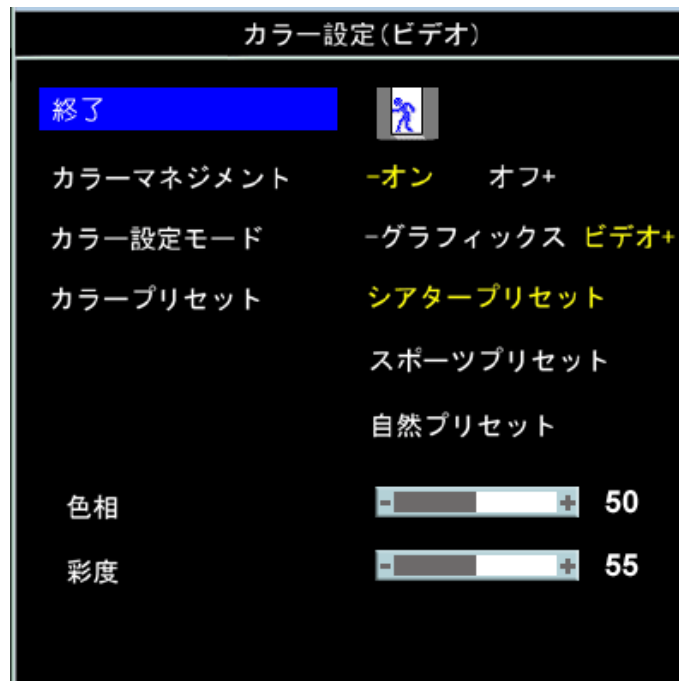 カラー設定(ビデオ)
終了
カラーマネジメント -オン オフ+
カラー設定モード -グラフィックス ビデオ+
カラープリセット シアタープリセット
スポーツプリセット
自然プリセット
色相 - + 50
彩度 - + 55